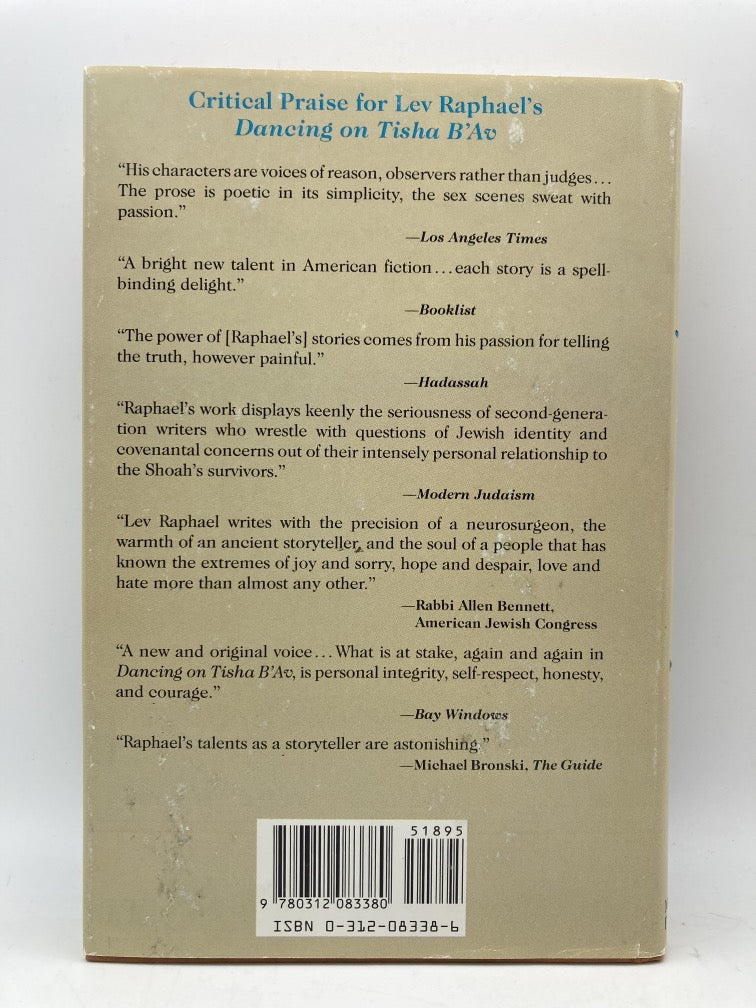 Critical Praise for Lev Raphael's
Dancing on Tisha B'Av
"His characters are voices of reason, observers rather than judges...
The prose is poetic in its simplicity, the sex scenes sweat with
passion."
—Los Angeles Times
"A bright new talent in American fiction...each story is a spell-
binding delight."
—Booklist
"The power of [Raphael's] stories comes from his passion for telling
the truth, however painful."
—Hadassah
"Raphael's work displays keenly the seriousness of second-genera-
tion writers who wrestle with questions of Jewish identity and
covenantal concerns out of their intensely personal relationship to
the Shoah's survivors."
—Modern Judaism
"Lev Raphael writes with the precision of a neurosurgeon, the
warmth of an ancient storyteller, and the soul of a people that has
known the extremes of joy and sorry, hope and despair, love and
hate more than almost any other."
—Rabbi Allen Bennett,
American Jewish Congress
"A new and original voice...What is at stake, again and again in
Dancing on Tisha B'Av, is personal integrity, self-respect, honesty,
and courage."
—Bay Windows
"Raphael's talents as a storyteller are astonishing."
—Michael Bronski, The Guide
51895
9 780312 083380
ISBN 0-312-08338-6